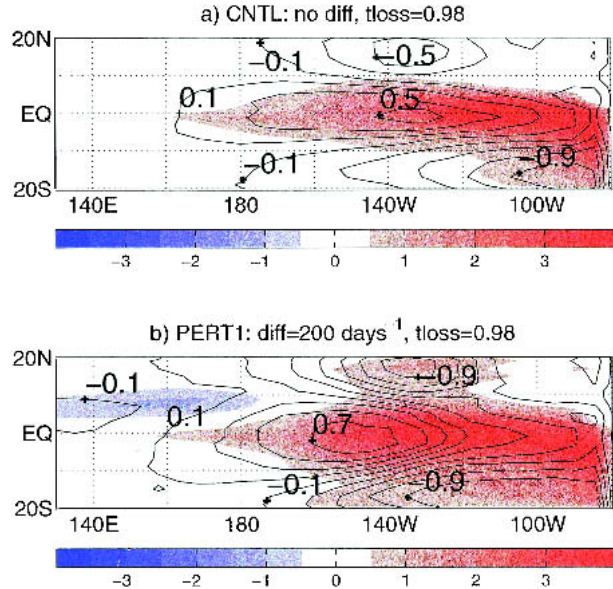 a) CNTL: no diff, tloss=0.98
20N
−0.1
−0.5
0.1
EQ
0.5
−0.1
−0.9
20S
140E 180 140W 100W
−3 −2 −1 0 1 2 3
b) PERT1: diff=200 days -1, tloss=0.98
20N
−0.1
−0.9
0.1
EQ
0.7
−0.1
−0.9
20S
140E 180 140W 100W
−3 −2 −1 0 1 2 3